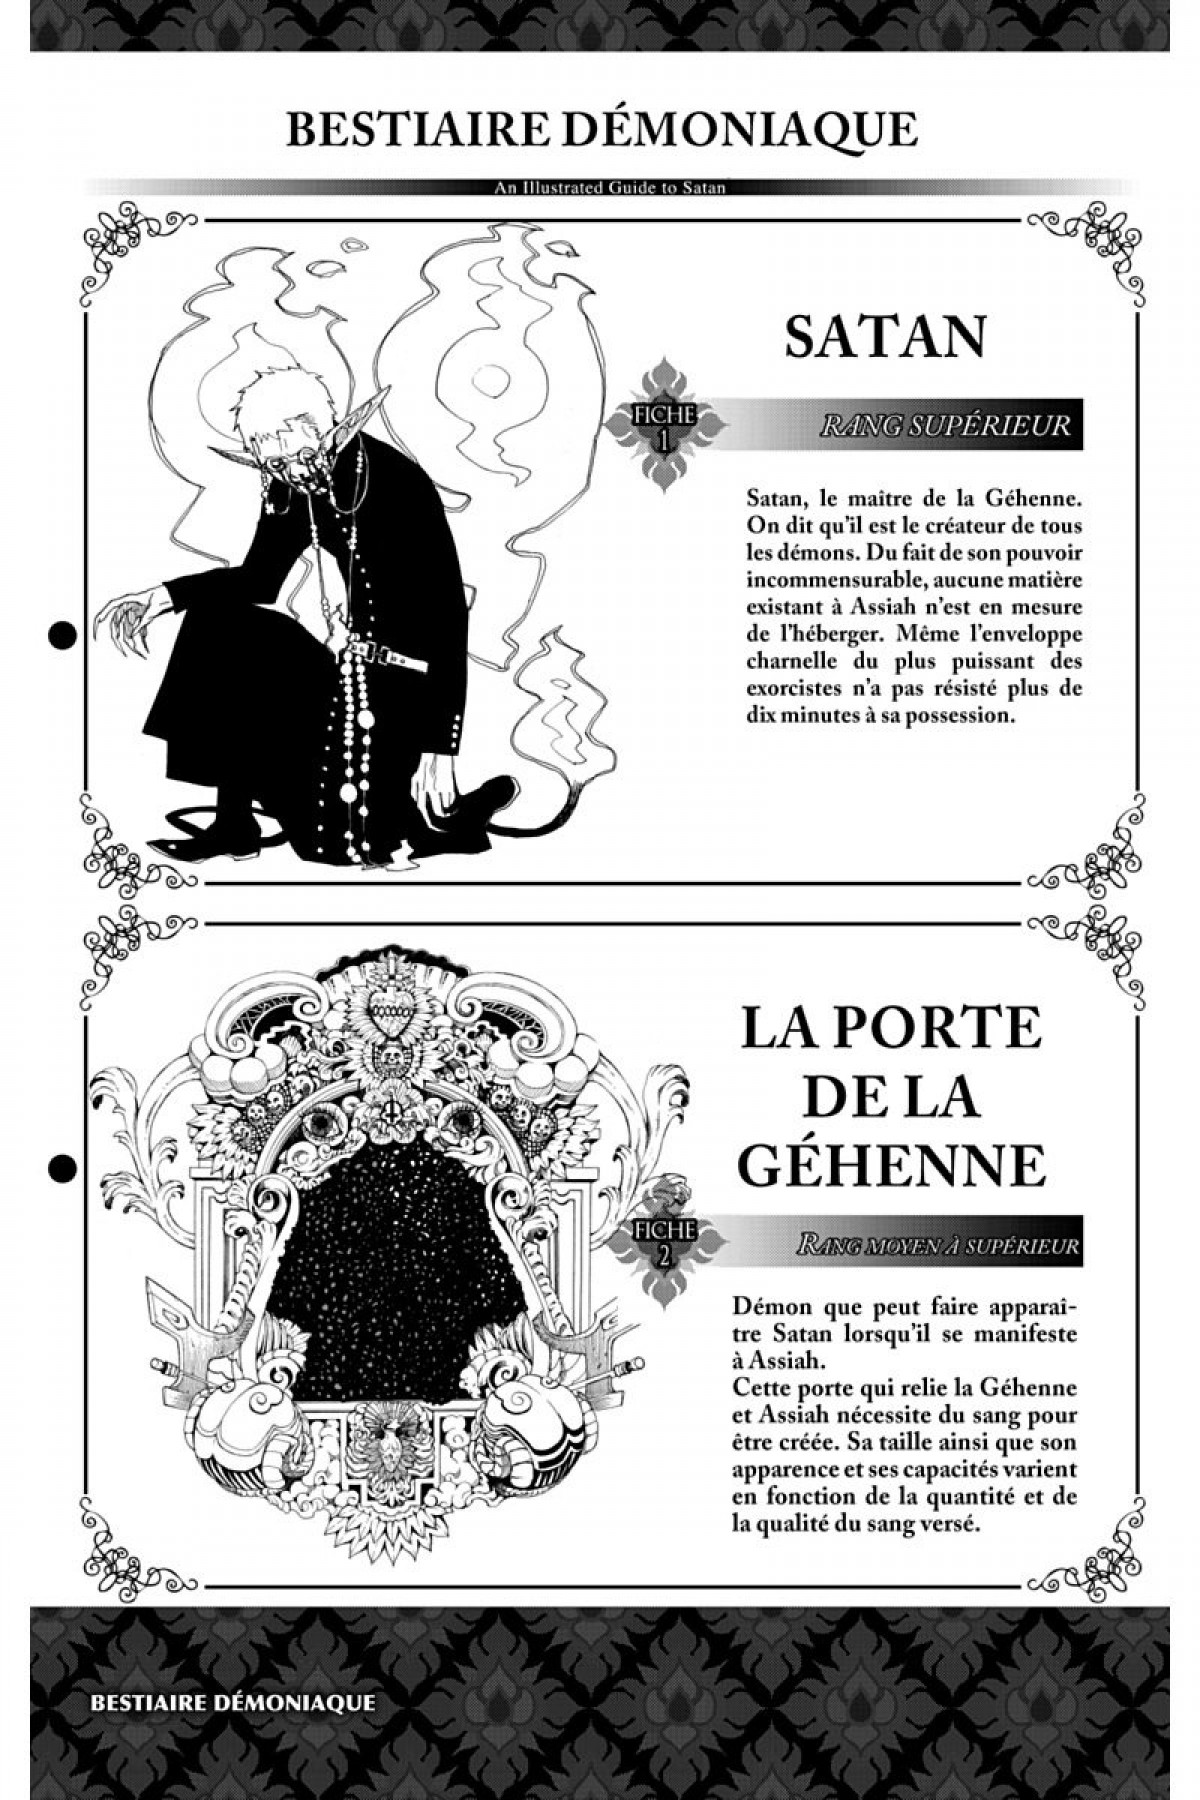 BESTIAIRE DÉMONIAQUE
An Illustrated Guide to Satan
SATAN
FICHE
1
RANG SUPÉRIEUR
Satan, le maître de la Géhenne.
On dit qu'il est le créateur de tous
les démons. Du fait de son pouvoir
incommensurable, aucune matière
existant à Assiah n'est en mesure
de l'héberger. Même l'enveloppe
charnelle du plus puissant des
exorcistes n'a pas résisté plus de
dix minutes à sa possession.
LA PORTE
DE LA
GÉHENNE
FICHE
2
RANG MOYEN À SUPÉRIEUR
Démon que peut faire apparaî-
tre Satan lorsqu'il se manifeste
à Assiah.
Cette porte qui relie la Géhenne
et Assiah nécessite du sang pour
être créée. Sa taille ainsi que son
apparence et ses capacités varient
en fonction de la quantité et de
la qualité du sang versé.
BESTIAIRE DÉMONIAQUE